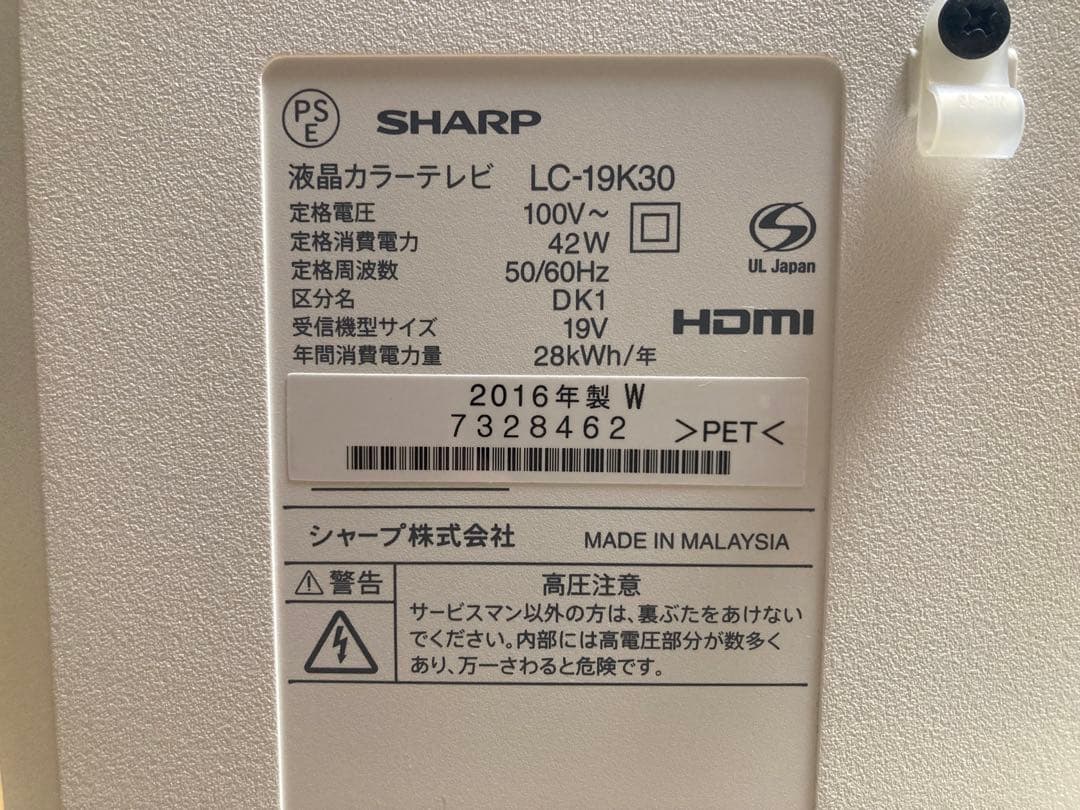 PSE SHARP
液晶カラーテレビ LC-19K30
定格電圧 100V～
定格消費電力 42W
定格周波数 50/60Hz
区分名 DK1
受信機型サイズ 19V
年間消費電力量 28kWh/年
UL Japan
HDMI
2016年製 W
7328462 >PET<
シャープ株式会社 MADE IN MALAYSIA
⚠警告 高圧注意
サービスマン以外の方は、裏ぶたをあけない
でください。内部には高電圧部分が数多く
あり、万一さわると危険です。